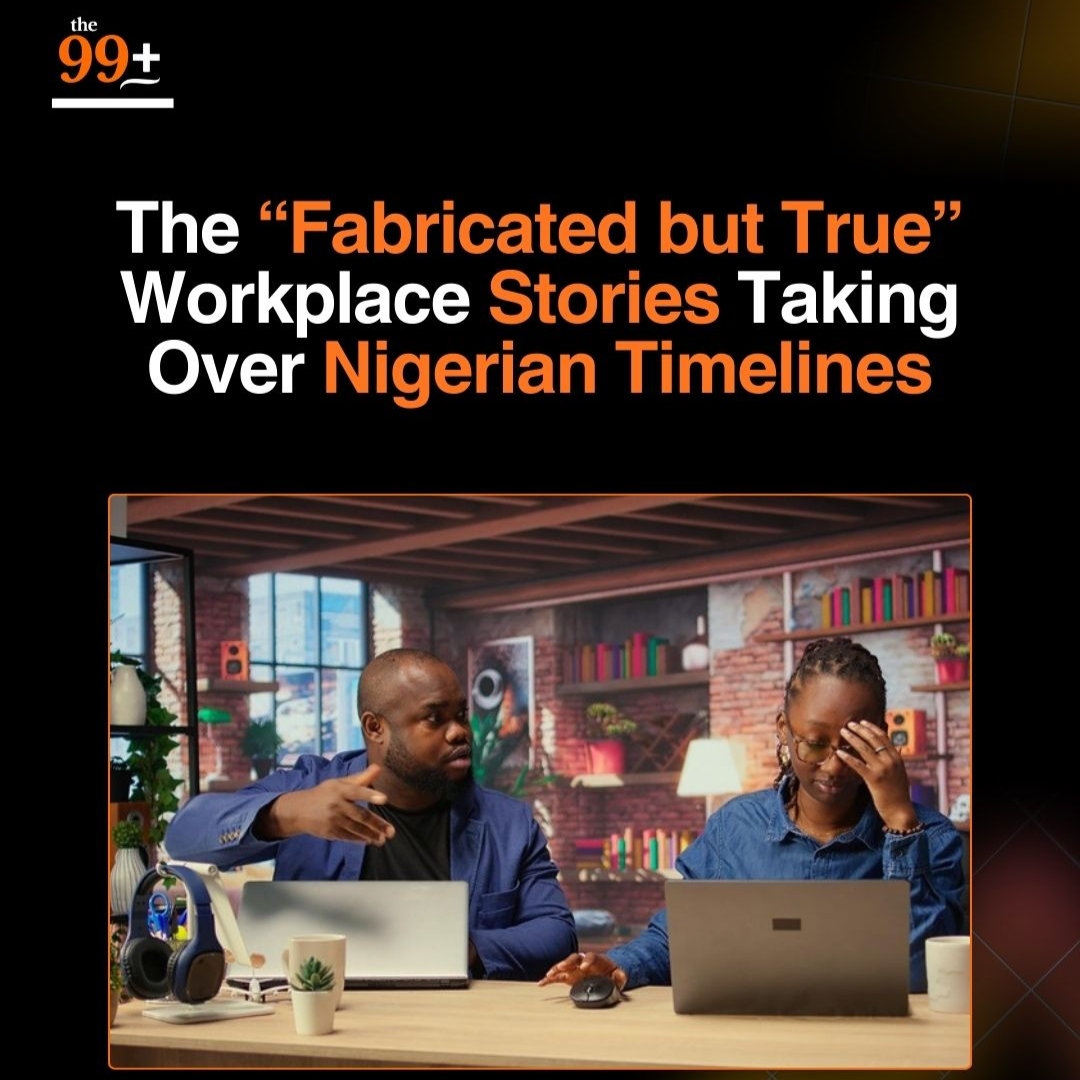 the
99+
The “Fabricated but True”
Workplace Stories Taking
Over Nigerian Timelines